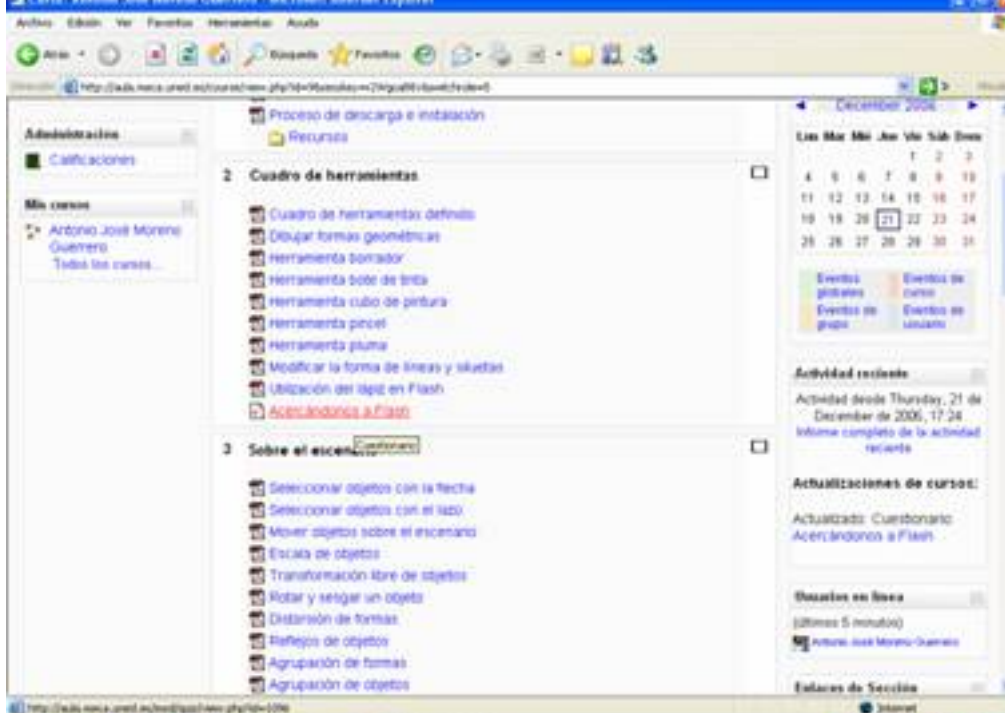 Archivo Edición Ver Favoritos Herramientas Ayuda
Atrás Búsqueda Favoritos
Administración
Calificaciones
Mis cursos
Antonio José Moreno
Guerrero
Todos los cursos...
Proceso de descarga e instalación
Recursos
2 Cuadro de herramientas
Cuadro de herramientas definido
Dibujar formas geométricas
Herramienta borrador
Herramienta bote de tinta
Herramienta cubo de pintura
Herramienta pincel
Herramienta pluma
Modificar la forma de líneas y siluetas
Utilización del lápiz en Flash
Acercándonos a Flash
Cuestionario
3 Sobre el escenario
Seleccionar objetos con la flecha
Seleccionar objetos con el lazo
Mover objetos sobre el escenario
Escala de objetos
Transformación libre de objetos
Rotar y sesgar un objeto
Distorsión de formas
Reflejos de objetos
Agrupación de formas
Agrupación de objetos
December 2006
Lun Mar Mié Jue Vie Sáb Dom
1 2 3
4 5 6 7 8 9 10
11 12 13 14 15 16 17
18 19 20 21 22 23 24
25 26 27 28 29 30 31
Eventos globales
Eventos de curso
Eventos de grupo
Eventos de usuario
Actividad reciente
Actividad desde Thursday, 21 de
December de 2006, 17:24
Informe completo de la actividad
reciente
Actualizaciones de cursos:
Actualizado Cuestionario:
Acercándonos a Flash
Usuarios en línea
(últimos 5 minutos)
Antonio José Moreno Guerrero
Enlaces de Sección
Internet